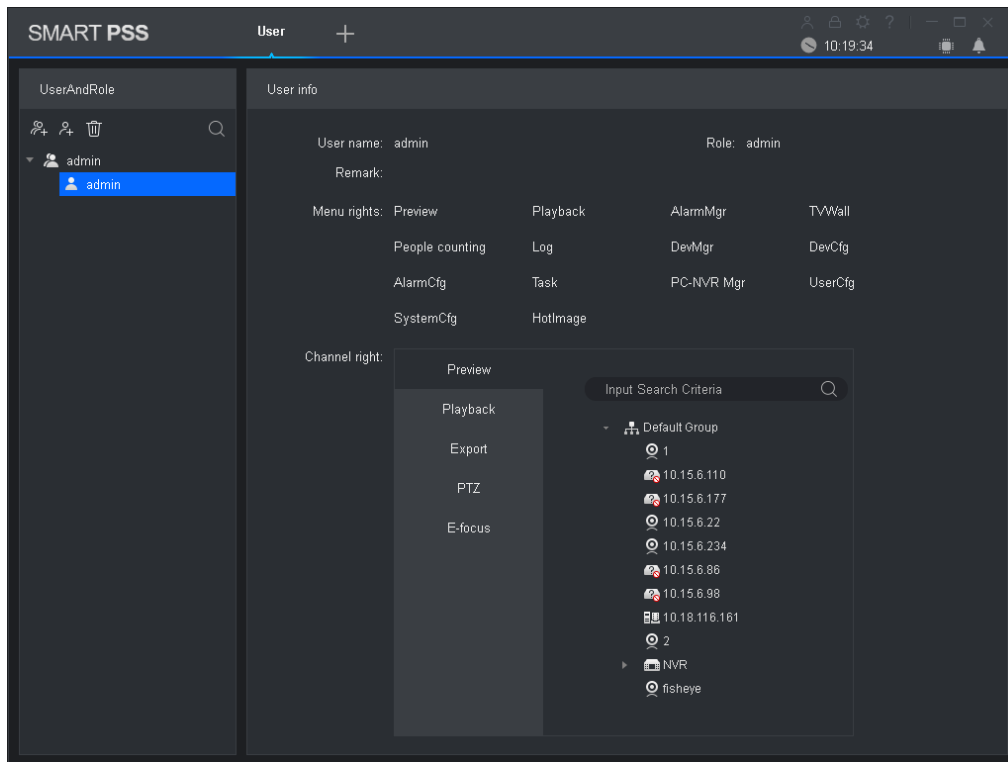 SMART PSS
User
10:19:34
UserAndRole
admin
admin
User info
User name: admin Role: admin
Remark:
Menu rights: Preview Playback AlarmMgr TVWall
People counting Log DevMgr DevCfg
AlarmCfg Task PC-NVR Mgr UserCfg
SystemCfg HotImage
Channel right:
Preview
Playback
Export
PTZ
E-focus
Input Search Criteria
Default Group
1
10.15.6.110
10.15.6.177
10.15.6.22
10.15.6.234
10.15.6.86
10.15.6.98
10.18.116.161
2
NVR
fisheye